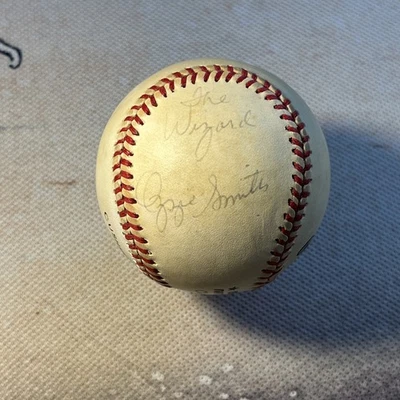 The
Wizard
Ozzie Smith